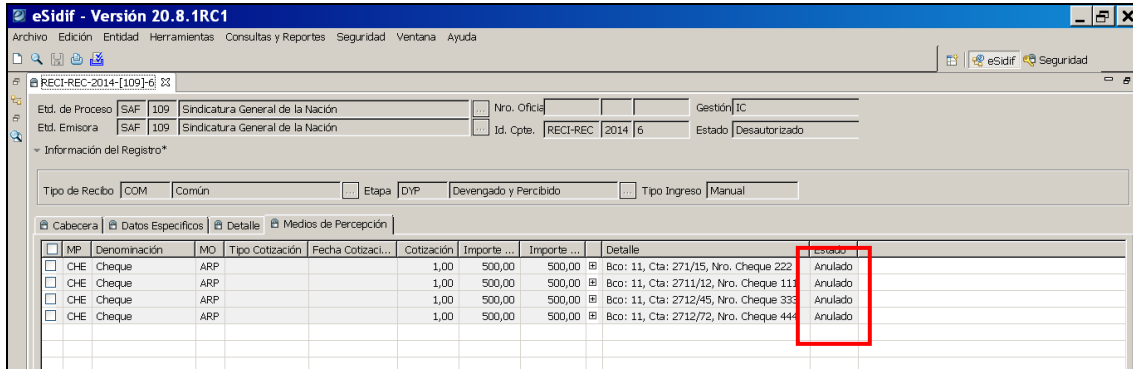 eSidif - Versión 20.8.1RC1
Archivo Edición Entidad Herramientas Consultas y Reportes Seguridad Ventana Ayuda
eSidif Seguridad
RECI-REC-2014-[109]-6
Etd. de Proceso SAF 109 Sindicatura General de la Nación ... Nro. Oficial Gestión IC
Etd. Emisora SAF 109 Sindicatura General de la Nación ... Id. Cpte. RECI-REC 2014 6 Estado Desautorizado
Información del Registro*
Tipo de Recibo COM Común ... Etapa DYP Devengado y Percibido ... Tipo Ingreso Manual
Cabecera Datos Especificos Detalle Medios de Percepción
MP Denominación MO Tipo Cotización Fecha Cotizaci... Cotización Importe ... Importe ... Detalle Estado
CHE Cheque ARP 1,00 500,00 500,00 Bco: 11, Cta: 271/15, Nro. Cheque 222 Anulado
CHE Cheque ARP 1,00 500,00 500,00 Bco: 11, Cta: 2711/12, Nro. Cheque 111 Anulado
CHE Cheque ARP 1,00 500,00 500,00 Bco: 11, Cta: 2712/45, Nro. Cheque 333 Anulado
CHE Cheque ARP 1,00 500,00 500,00 Bco: 11, Cta: 2712/72, Nro. Cheque 444 Anulado